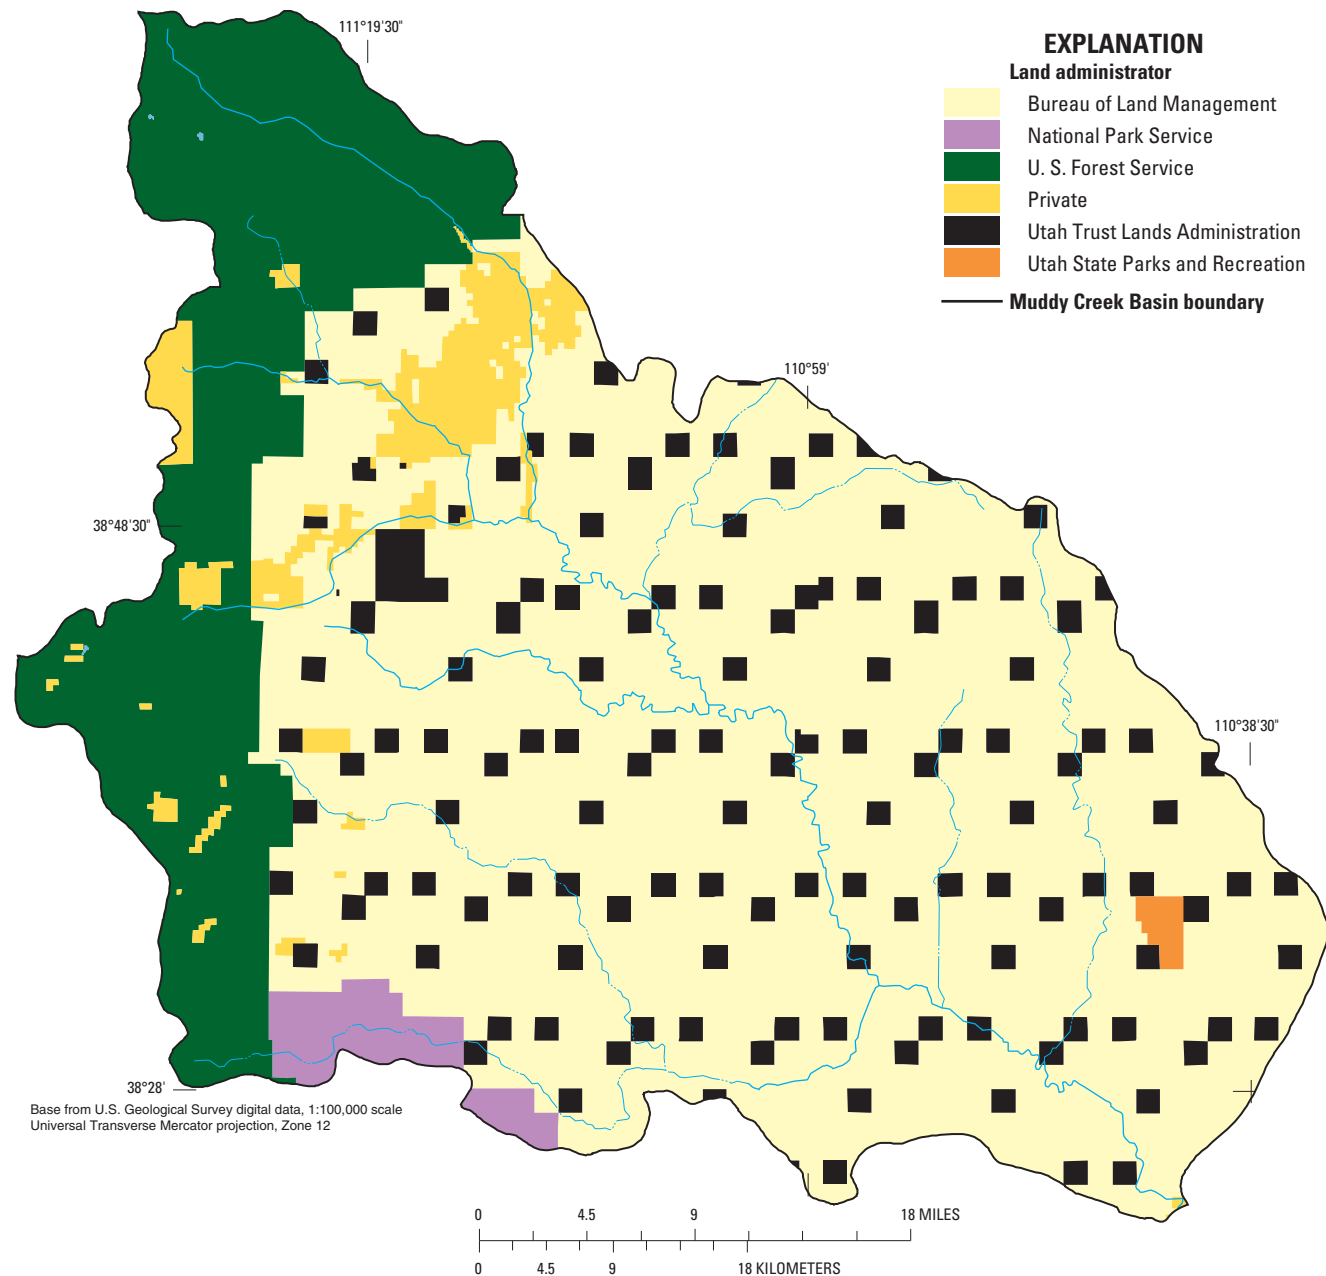 111°19'30"
EXPLANATION
Land administrator
Bureau of Land Management
National Park Service
U. S. Forest Service
Private
Utah Trust Lands Administration
Utah State Parks and Recreation
Muddy Creek Basin boundary
110°59'
38°48'30"
110°38'30"
38°28'
Base from U.S. Geological Survey digital data, 1:100,000 scale
Universal Transverse Mercator projection, Zone 12
0 4.5 9 18 MILES
0 4.5 9 18 KILOMETERS